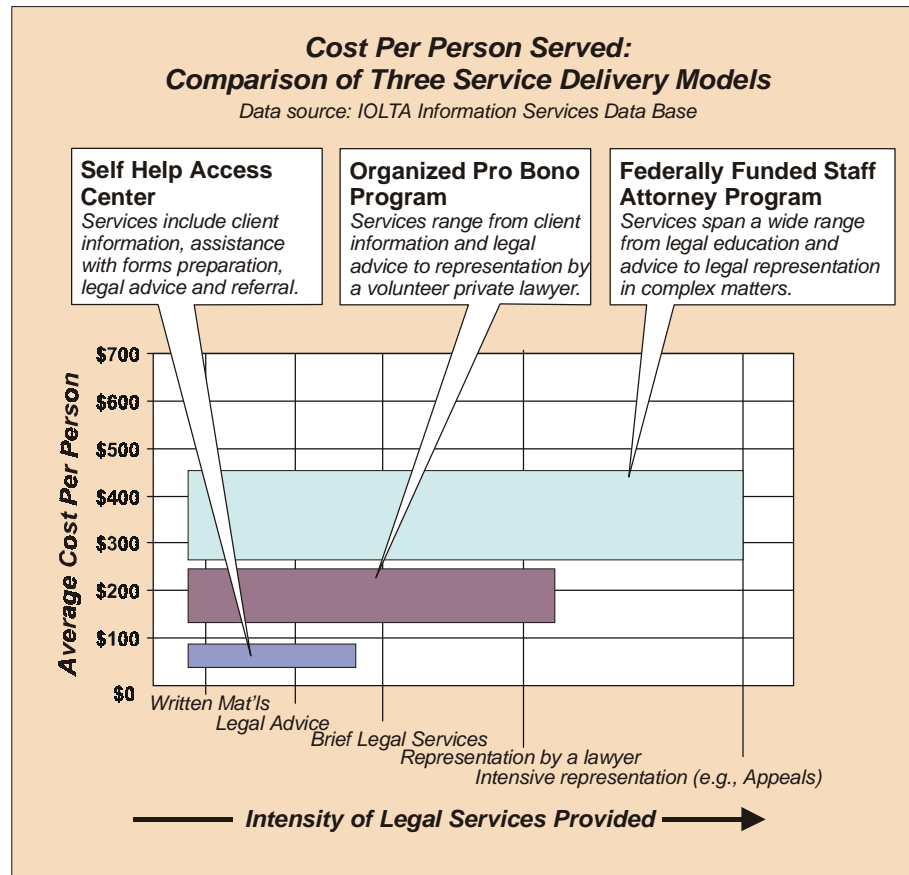 Cost Per Person Served:
Comparison of Three Service Delivery Models
Data source: IOLTA Information Services Data Base
Self Help Access
Center
Services include client
information, assistance
with forms preparation,
legal advice and referral.
Organized Pro Bono
Program
Services range from client
information and legal
advice to representation by
a volunteer private lawyer.
Federally Funded Staff
Attorney Program
Services span a wide range
from legal education and
advice to legal representation
in complex matters.
Average Cost Per Person
$700
$600
$500
$400
$300
$200
$100
$0
Written Mat'ls
Legal Advice
Brief Legal Services
Representation by a lawyer
Intensive representation (e.g., Appeals)
Intensity of Legal Services Provided